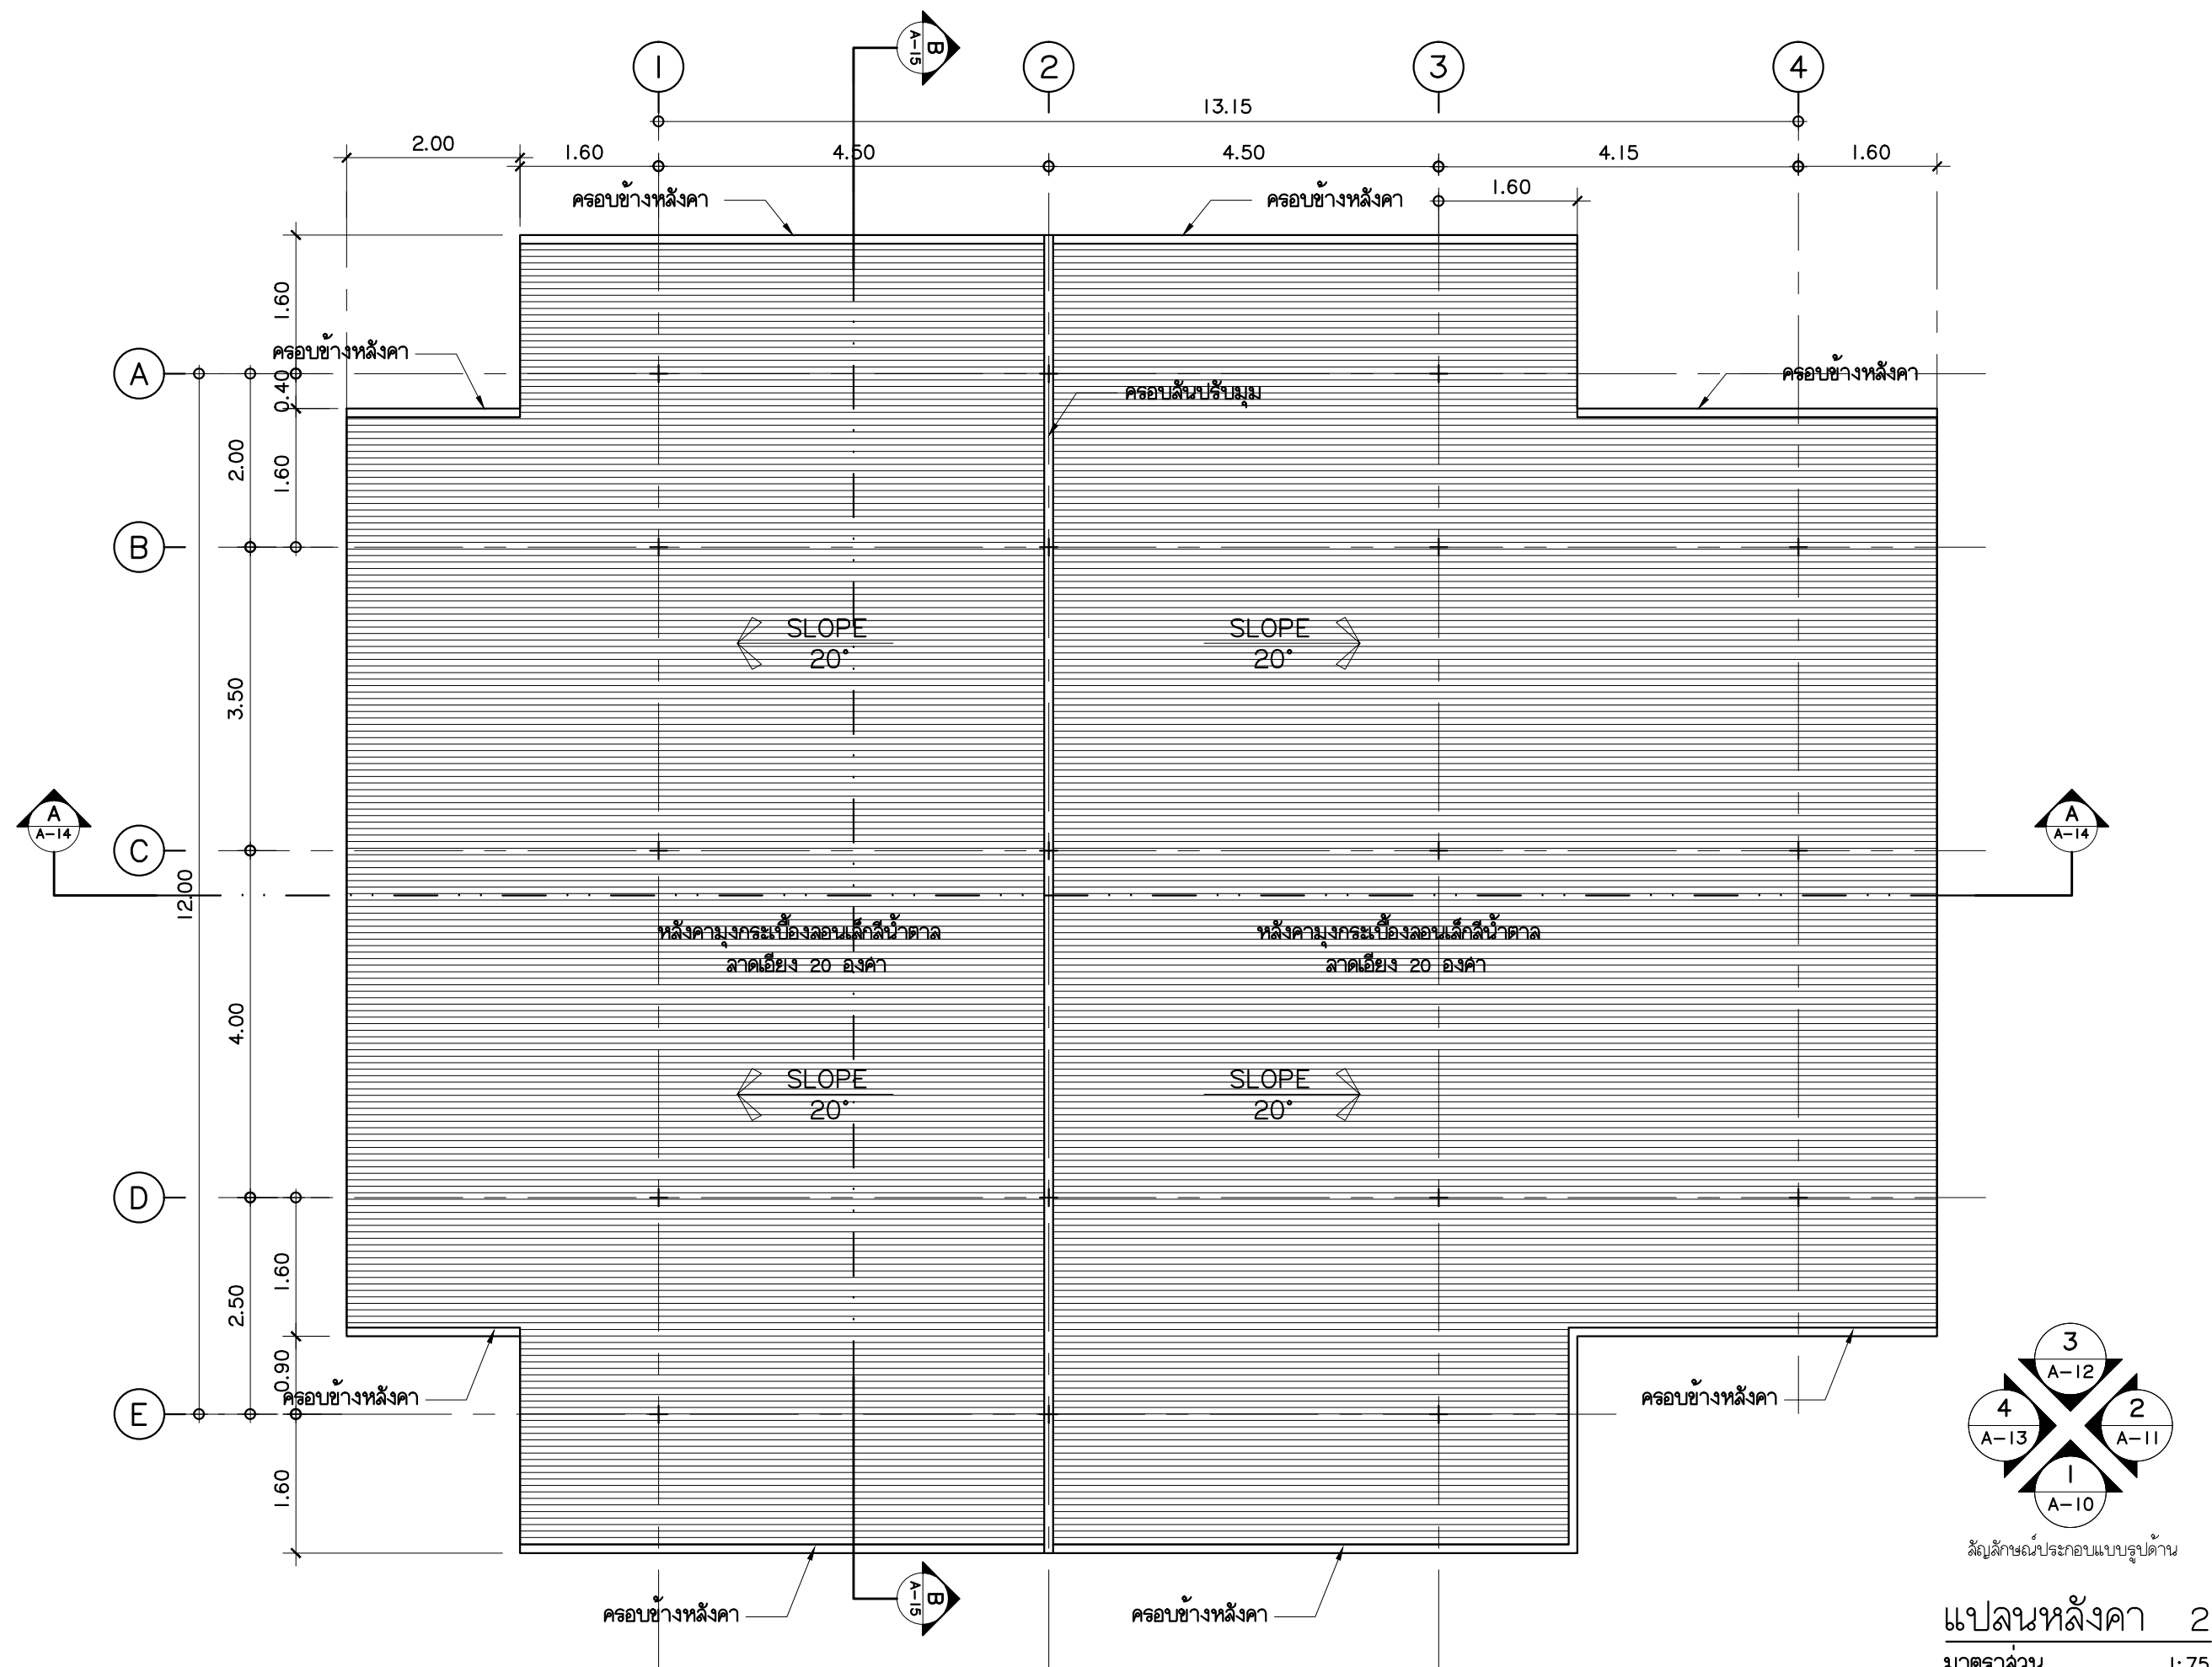 B
A-15
1
2
3
4
13.15
2.00
1.60
4.50
4.50
4.15
1.60
ครอบข้างหลังคา
ครอบข้างหลังคา
1.60
1.60
ครอบข้างหลังคา
ครอบข้างหลังคา
A
0.40
ครอบสันปรับมุม
2.00
1.60
B
SLOPE
20°
SLOPE
20°
3.50
A
A-14
A
A-14
C
12.00
หลังคามุงกระเบื้องลอนเล็กสีน้ำตาล
ลาดเอียง 20 องศา
หลังคามุงกระเบื้องลอนเล็กสีน้ำตาล
ลาดเอียง 20 องศา
4.00
SLOPE
20°
SLOPE
20°
D
1.60
2.50
0.90
ครอบข้างหลังคา
ครอบข้างหลังคา
E
1.60
3
A-12
4
A-13
2
A-11
1
A-10
สัญลักษณ์ประกอบแบบรูปด้าน
ครอบข้างหลังคา
B
A-15
ครอบข้างหลังคา
แปลนหลังคา 2
มาตราส่วน 1:75